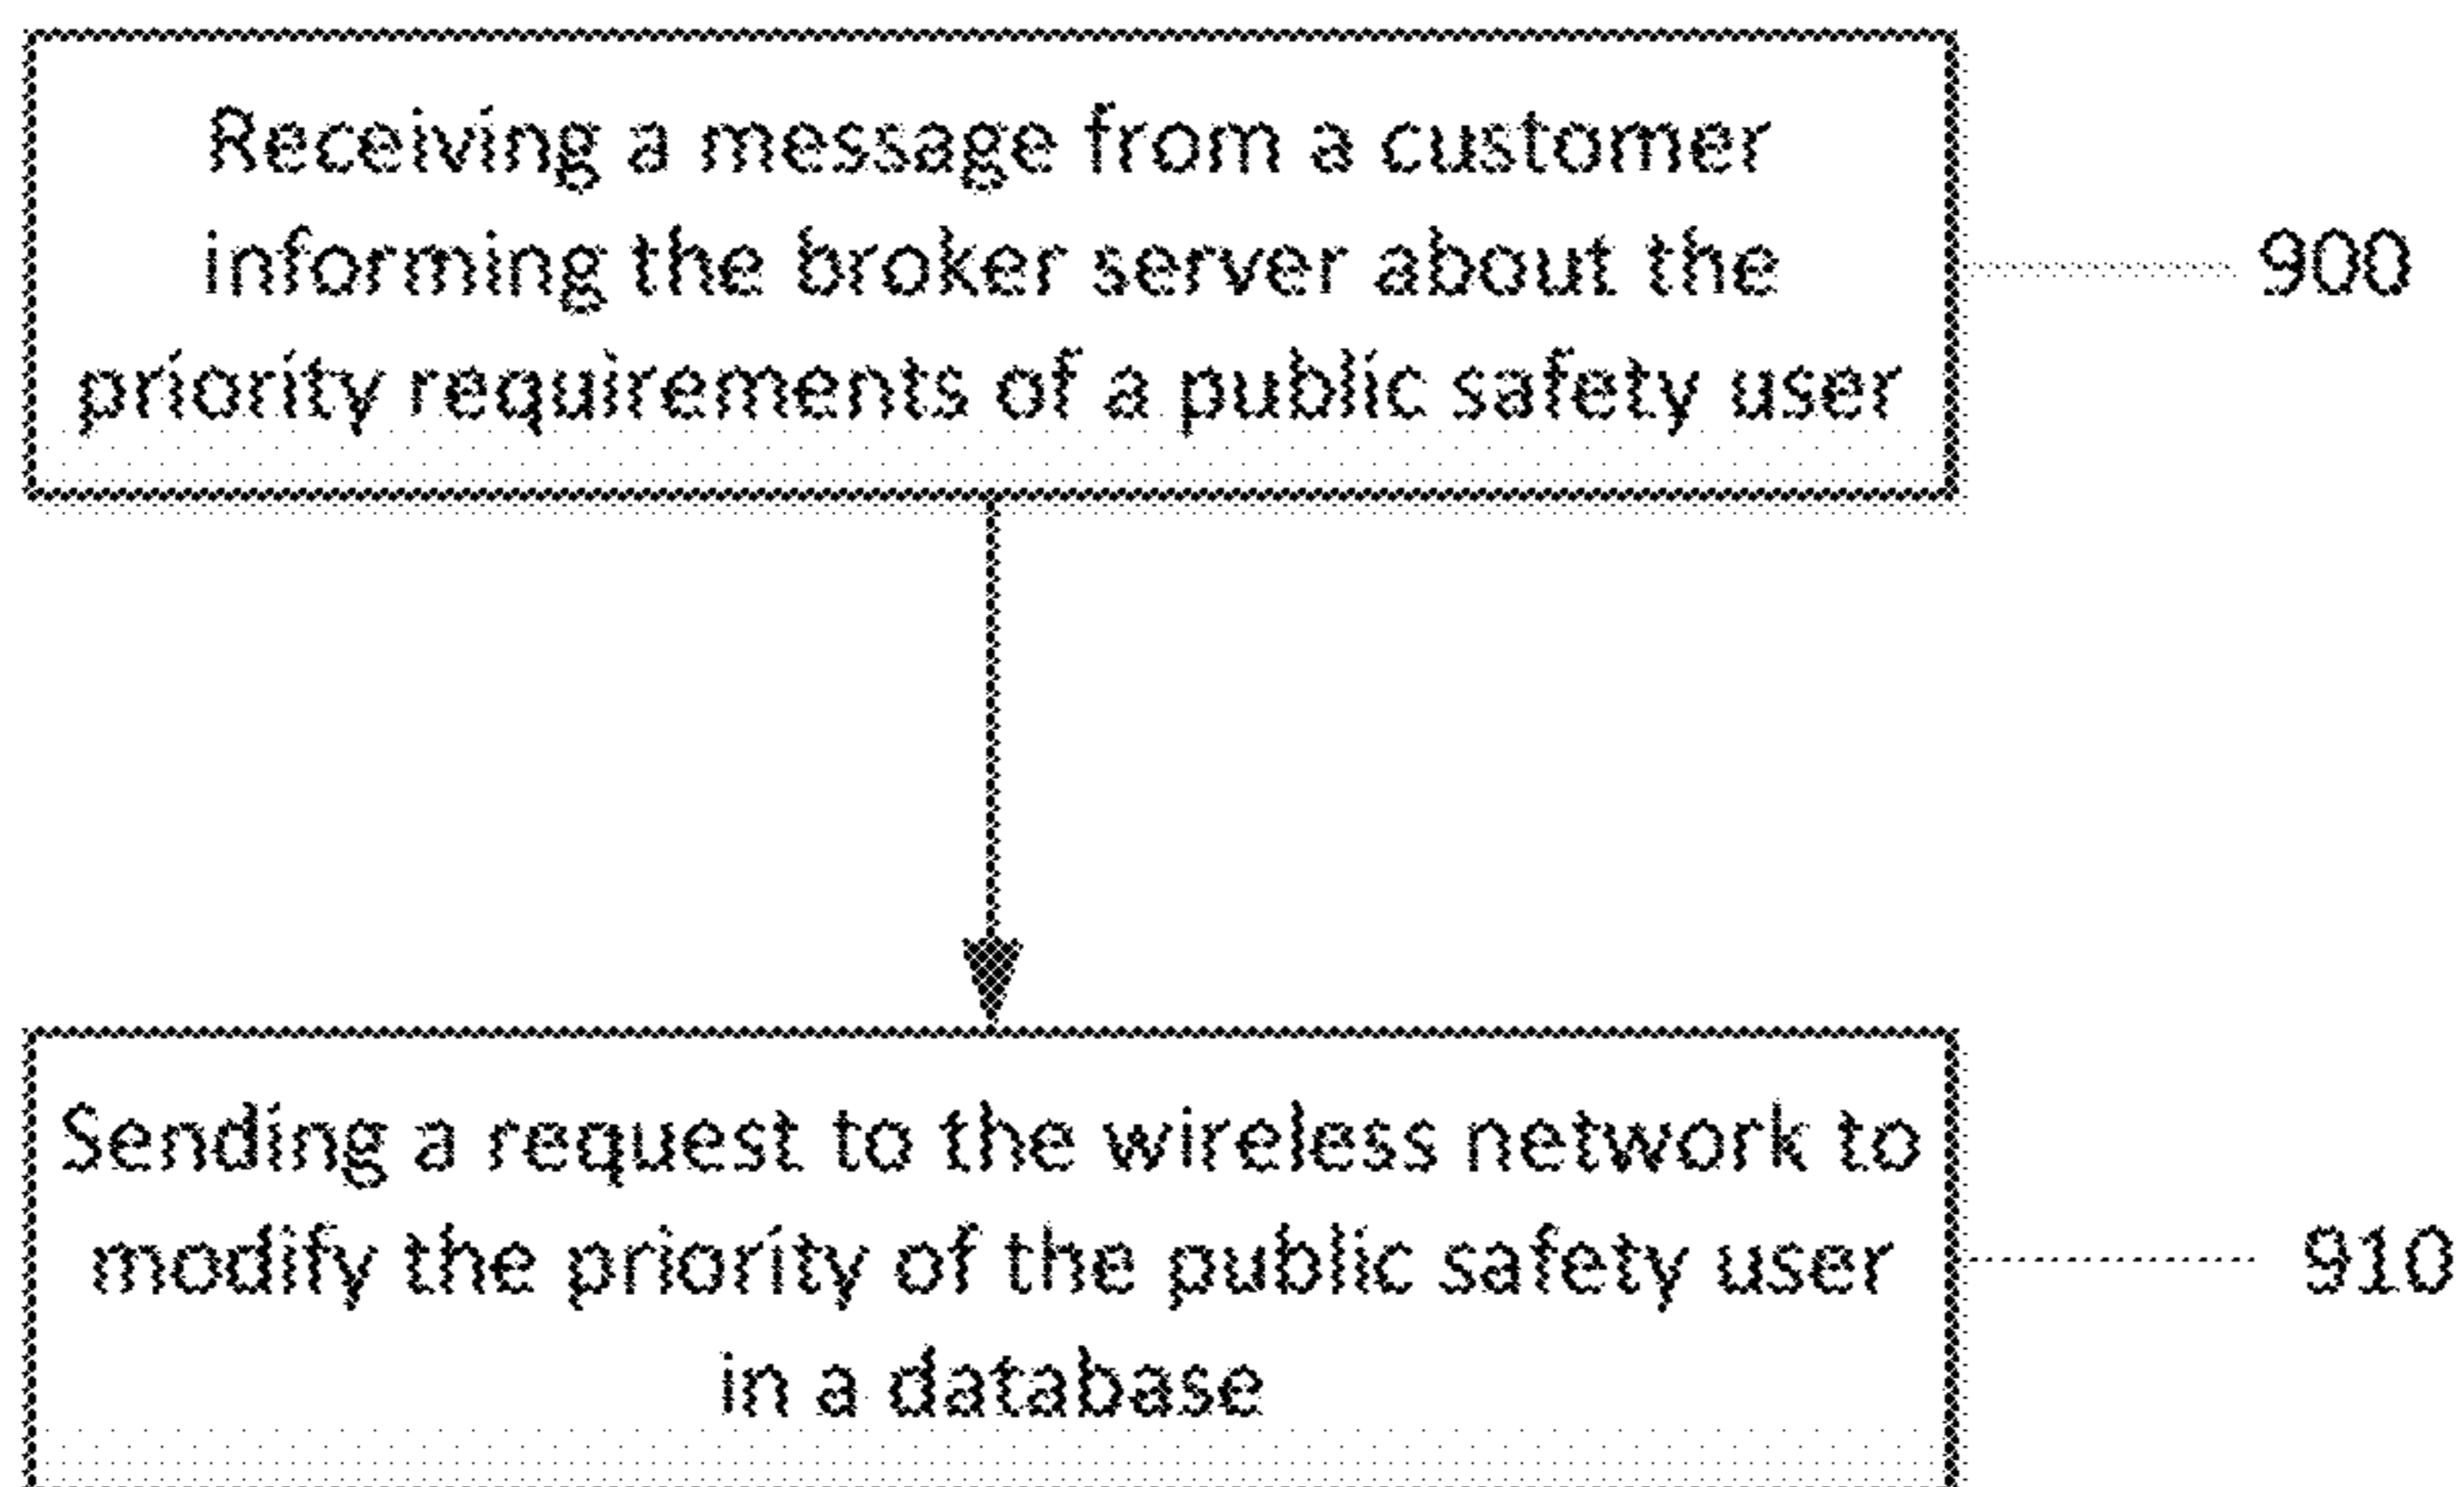 Receiving a message from a customer
informing the broker server about the
priority requirements of a public safety user
900
Sending a request to the wireless network to
modify the priority of the public safety user
in a database
910